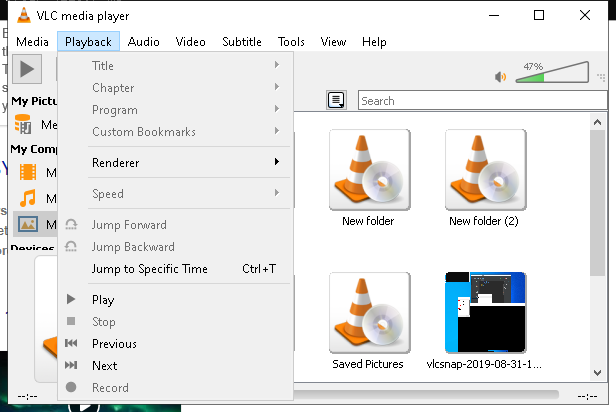 VLC media player
Media Playback Audio Video Subtitle Tools View Help
47%
Title
Chapter
Program
Custom Bookmarks
Renderer
Speed
Jump Forward
Jump Backward
Jump to Specific Time Ctrl+T
Play
Stop
Previous
Next
Record
My Pictu
Me
My Comp
M
M
M
Devices
Search
New folder
New folder (2)
Saved Pictures
vlcsnap-2019-08-31-1...
--:--
--:--